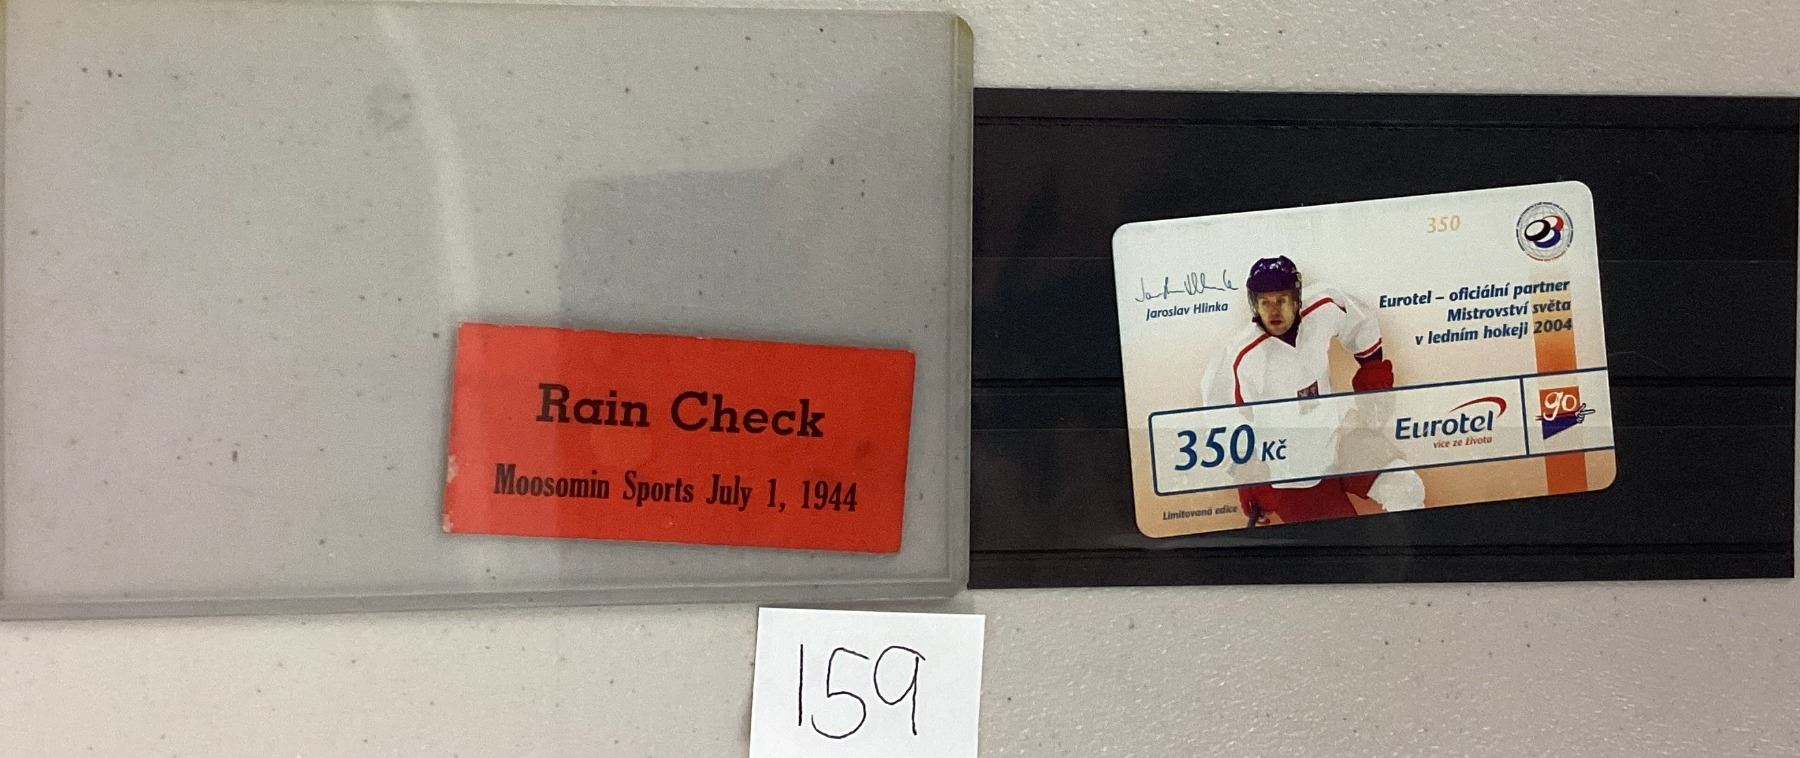 Rain Check
Moosomin Sports July 1, 1944
350
Jaroslav Hlinka
Eurotel – oficiální partner
Mistrovství světa
v ledním hokeji 2004
350 Kč
Eurotel
více ze života
go
Limitovaná edice
159